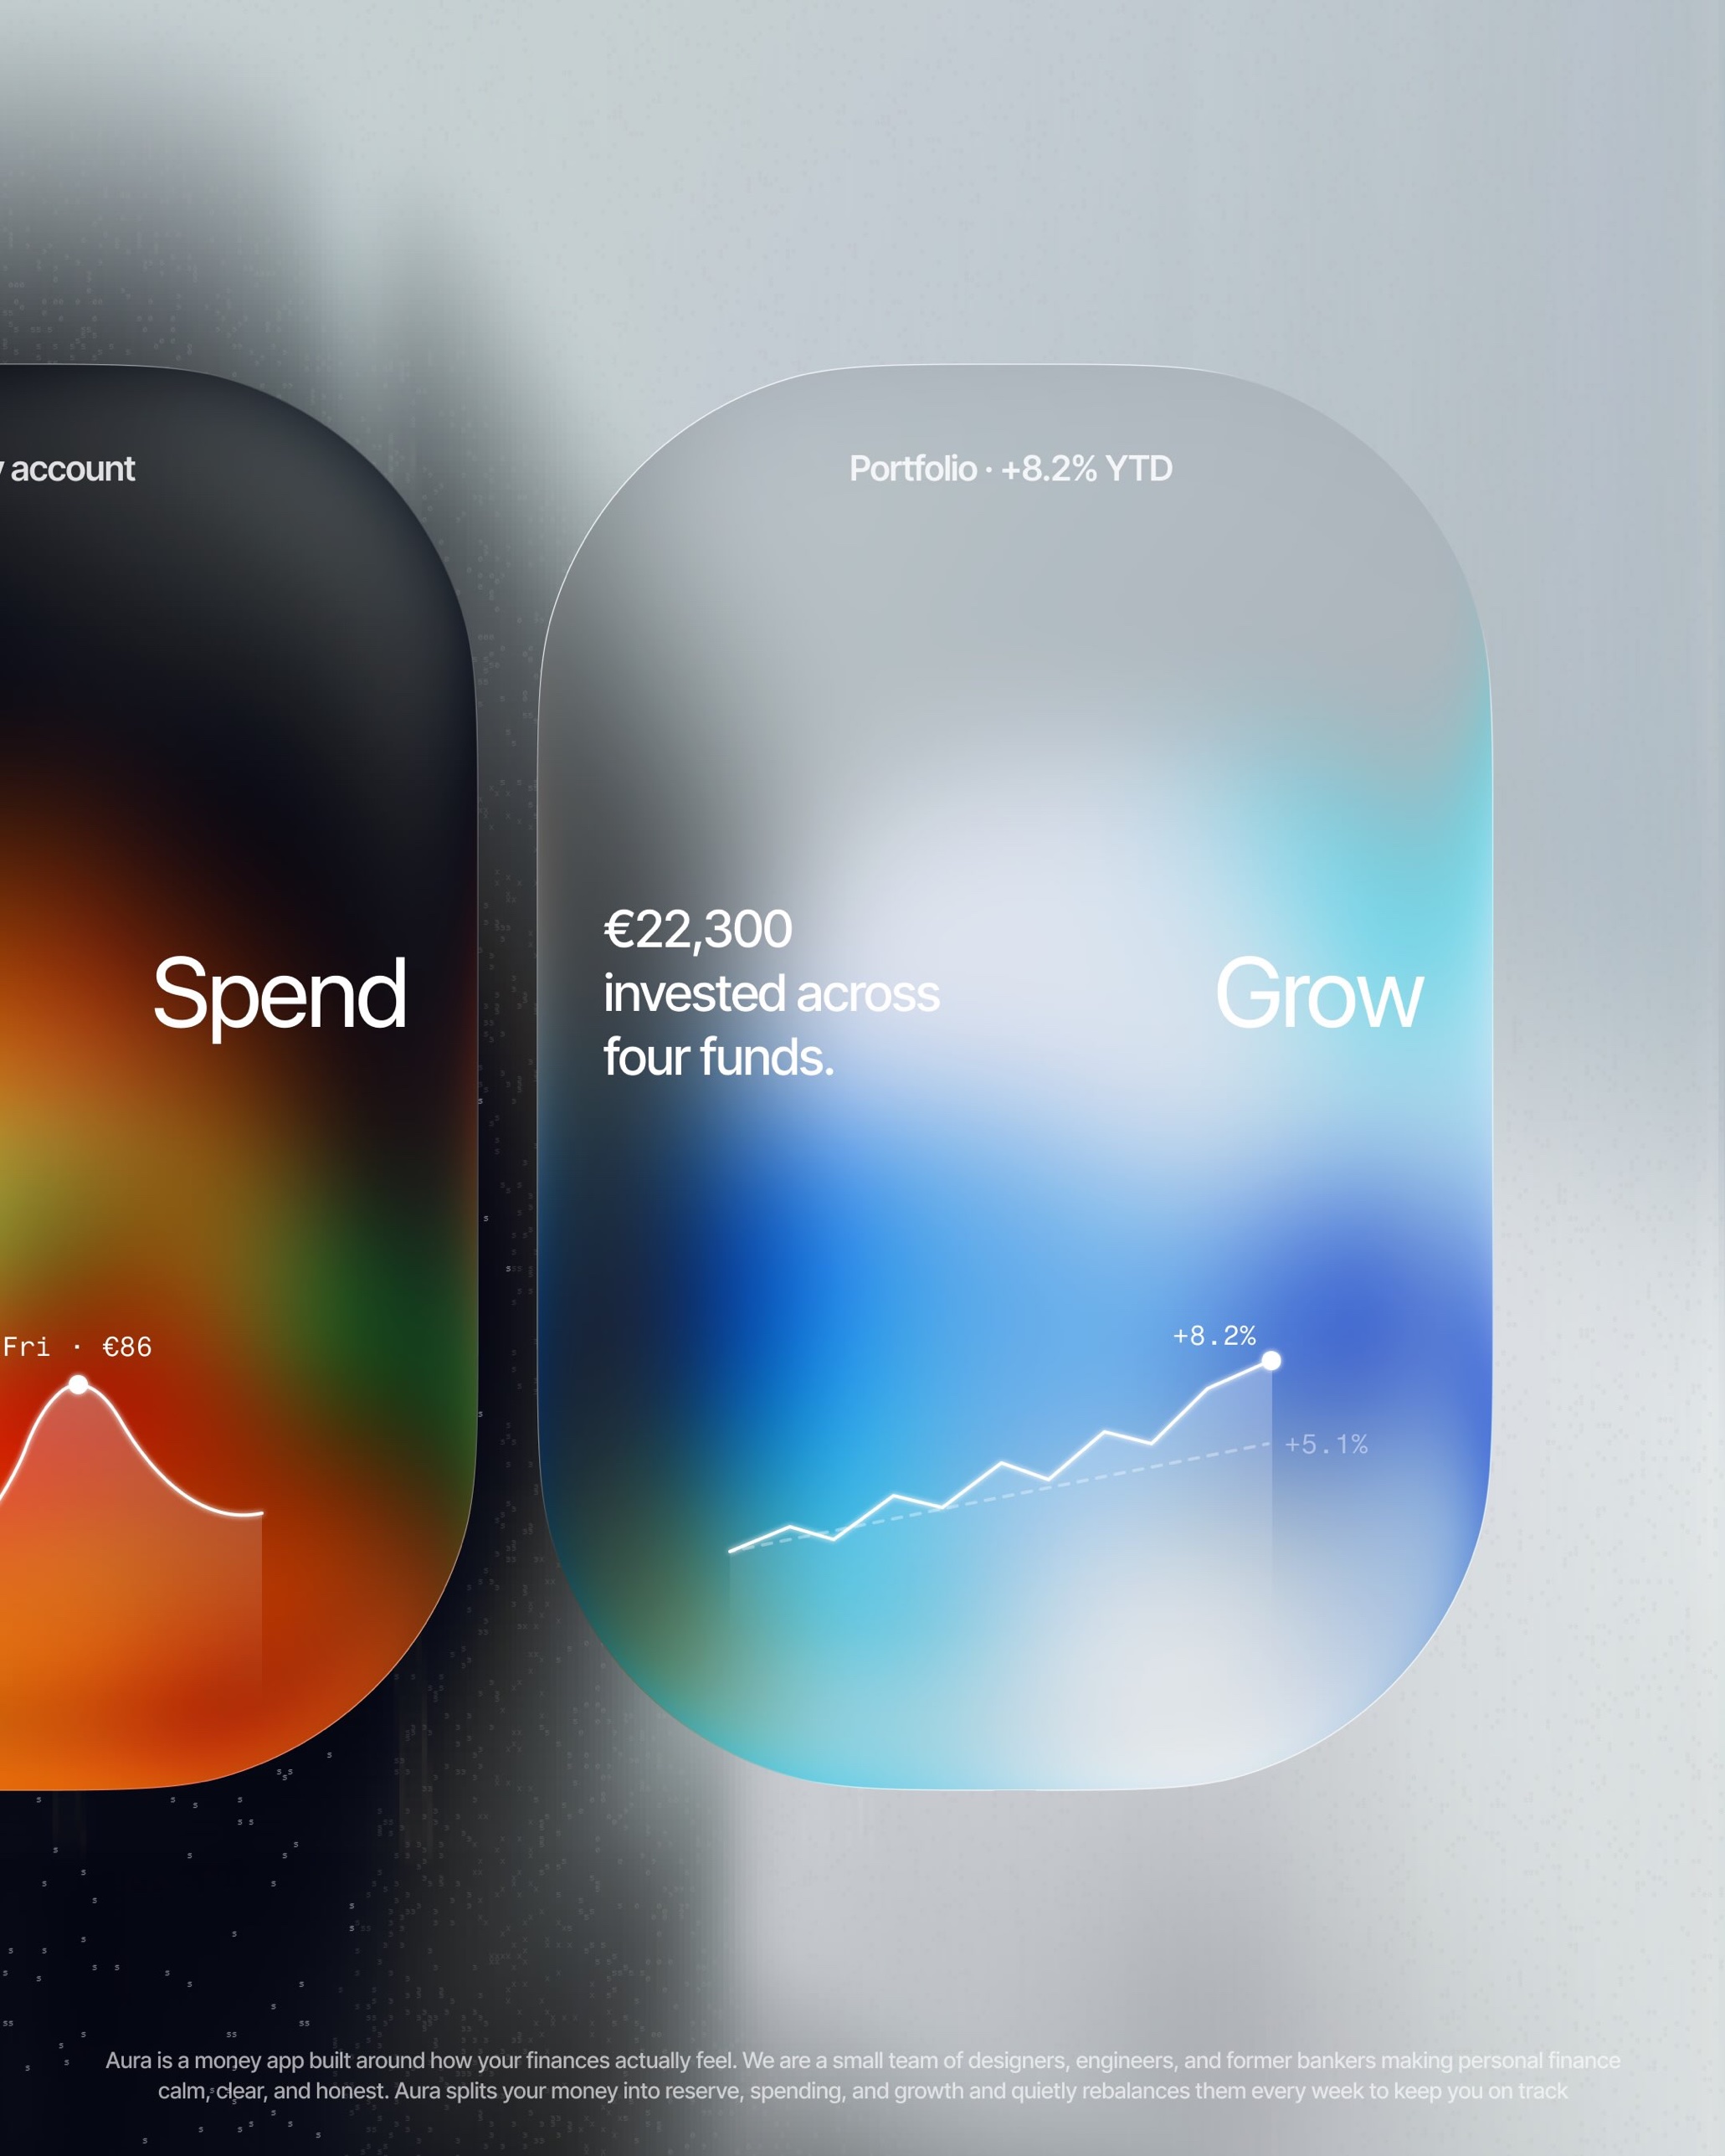 account
Portfolio · +8.2% YTD
Spend
€22,300
invested across
four funds.
Grow
Fri · €86
+8.2%
+5.1%
Aura is a money app built around how your finances actually feel. We are a small team of designers, engineers, and former bankers making personal finance
calm, clear, and honest. Aura splits your money into reserve, spending, and growth and quietly rebalances them every week to keep you on track